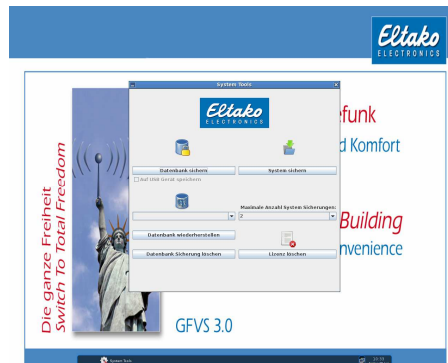 Eltako
ELECTRONICS
System Tools
Eltako
ELECTRONICS
efunk
d Komfort
Datenbank sichern
System sichern
Auf USB Gerät speichern
Maximale Anzahl System Sicherungen:
2
Datenbank wiederherstellen
Datenbank Sicherung löschen
Lizenz löschen
Building
nvenience
Die ganze Freiheit
Switch To Total Freedom
GFVS 3.0
System Tools